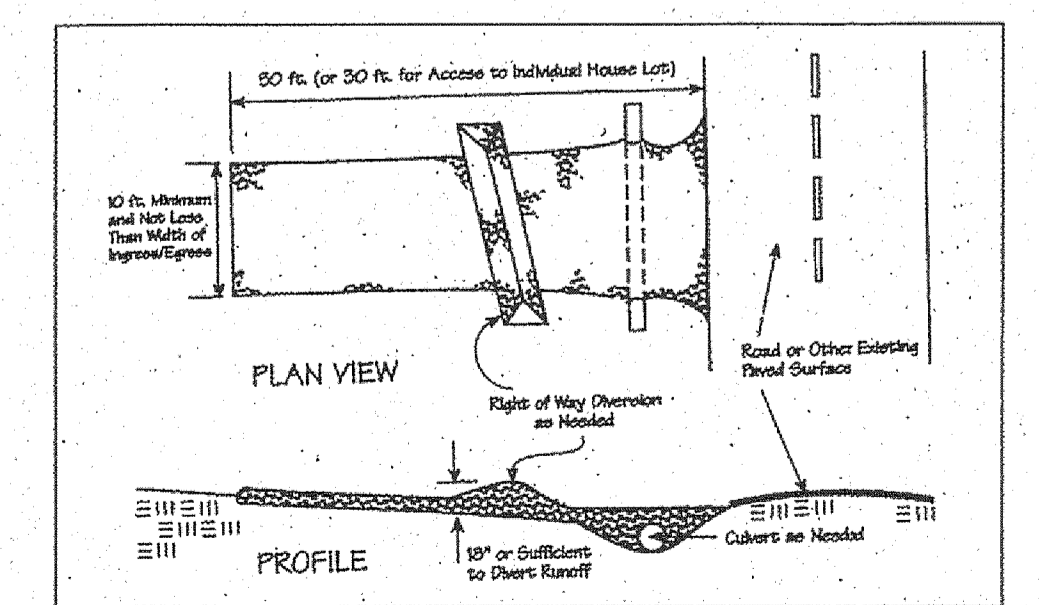 50 ft. (or 30 ft. for Access to Individual House Lot)
10 ft. Minimum
and Not Less
Than Width of
Ingress/Egress
PLAN VIEW
Road or Other Existing
Paved Surface
Right of Way Diversion
as Needed
Culvert as Needed
18" or Sufficient
to Divert Runoff
PROFILE